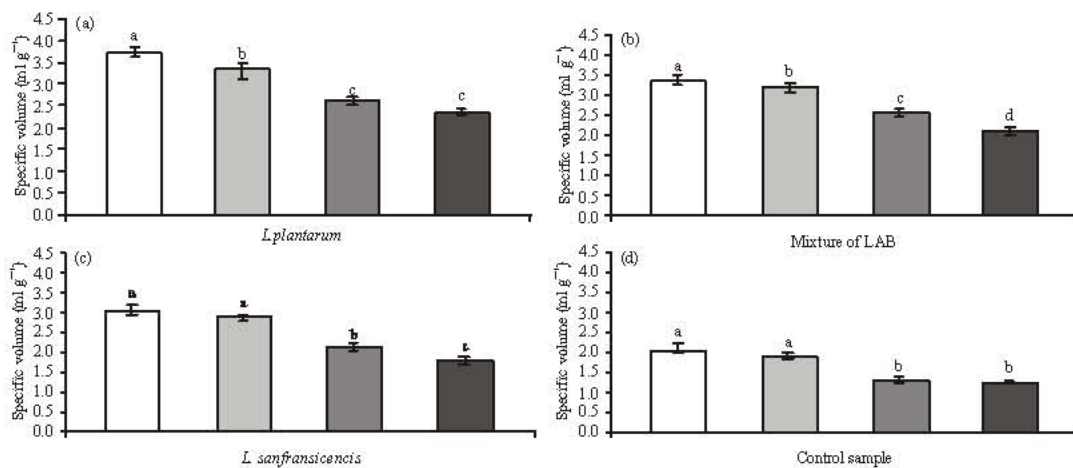 (a)
Specific volume (ml g⁻¹)
4.5
4.0
3.5
3.0
2.5
2.0
1.5
1.0
0.5
0.0
a
b
c
c
L.plantarum
(b)
Specific volume (ml g⁻¹)
4.5
4.0
3.5
3.0
2.5
2.0
1.5
1.0
0.5
0.0
a
b
c
d
Mixture of LAB
(c)
Specific volume (ml g⁻¹)
4.5
4.0
3.5
3.0
2.5
2.0
1.5
1.0
0.5
0.0
a
b
L. sanfransicencis
(d)
Specific volume (ml g⁻¹)
4.5
4.0
3.5
3.0
2.5
2.0
1.5
1.0
0.5
0.0
a
a
b
b
Control sample